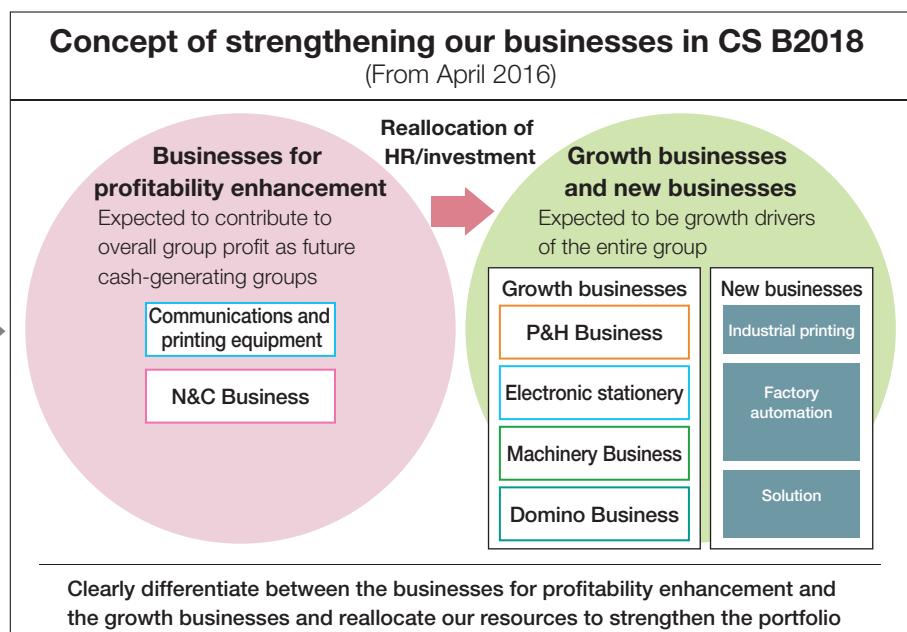 Concept of strengthening our businesses in CS B2018
(From April 2016)
Reallocation of
HR/investment
Businesses for
profitability enhancement
Expected to contribute to
overall group profit as future
cash-generating groups
Communications and
printing equipment
N&C Business
Growth businesses
and new businesses
Expected to be growth drivers
of the entire group
Growth businesses
P&H Business
Electronic stationery
Machinery Business
Domino Business
New businesses
Industrial printing
Factory
automation
Solution
Clearly differentiate between the businesses for profitability enhancement and
the growth businesses and reallocate our resources to strengthen the portfolio